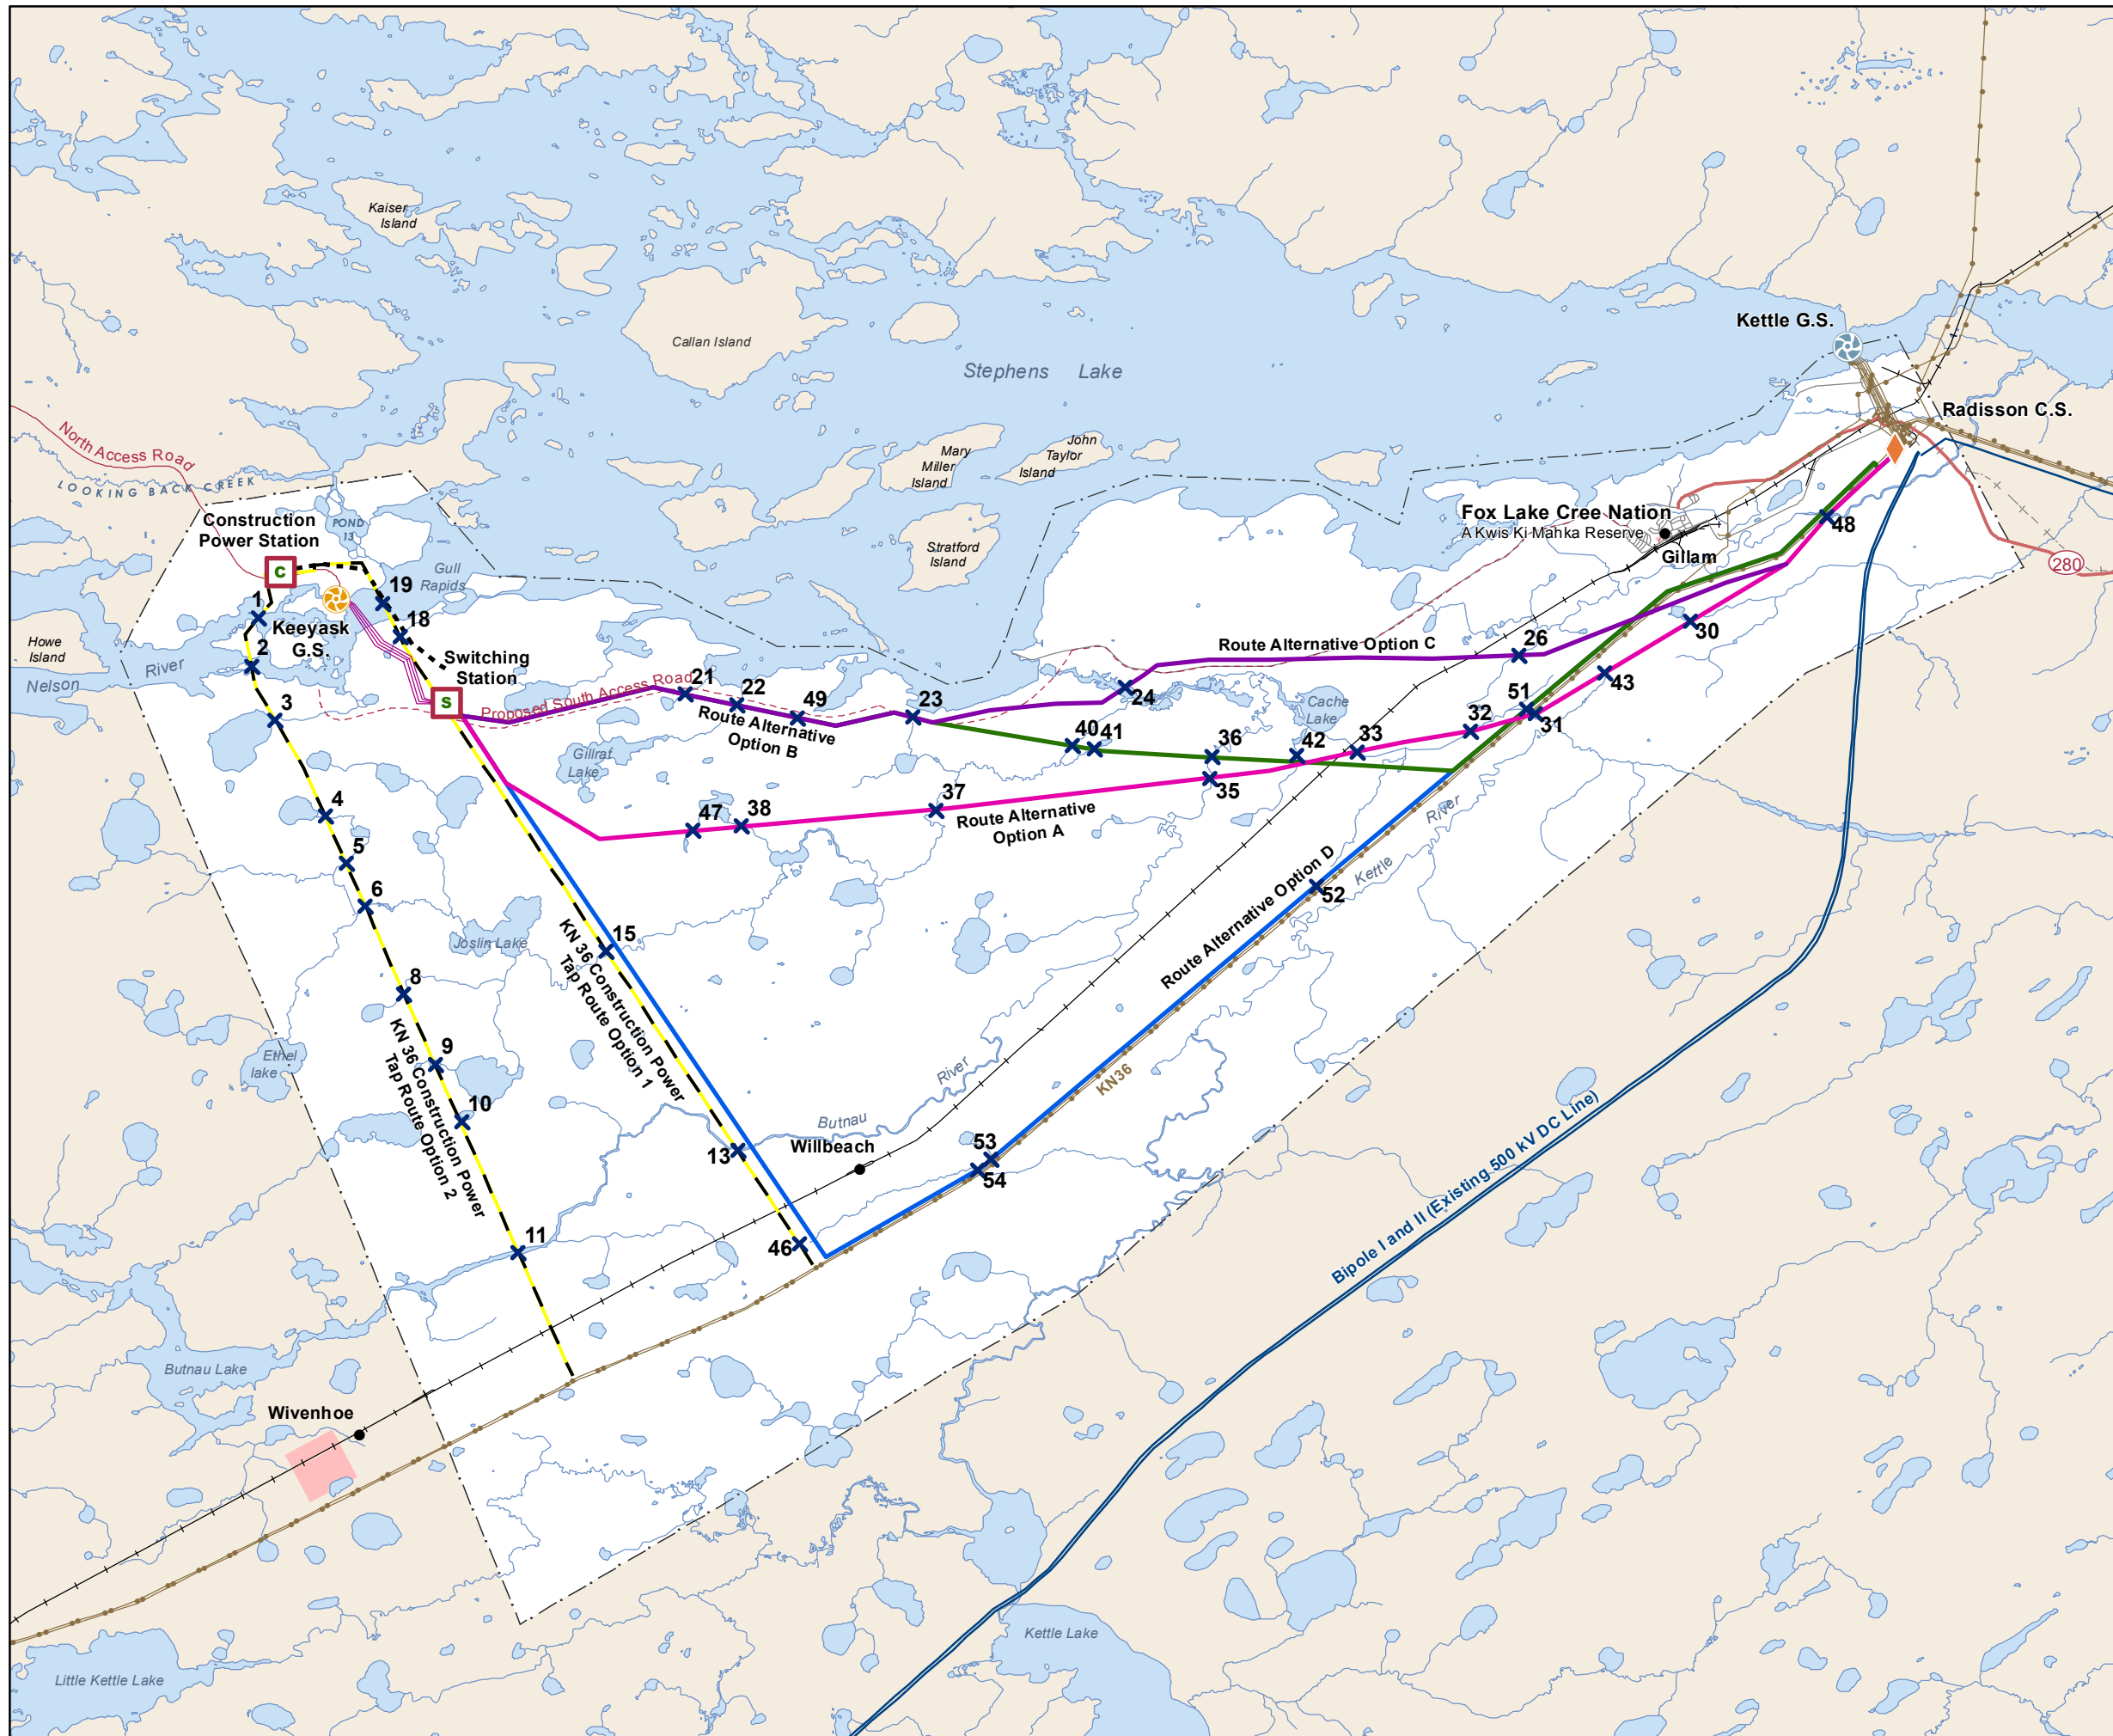 Kaiser
Island
Callan Island
Stephens Lake
Kettle G.S.
Radisson C.S.
North Access Road
LOOKING BACK CREEK
Mary
Miller
Island
John
Taylor
Island
Construction
Power Station
POND
13
C
Gull
Rapids
Stratford
Island
Fox Lake Cree Nation
A Kwis Ki Mahka Reserve
Gillam
48
280
19
1
Keeyask
G.S.
18
Howe
Island
2
River
Nelson
Switching
Station
S
3
Proposed South Access Road
21
22
49
23
24
Route Alternative
Option B
Route Alternative Option C
26
30
43
Cache
Lake
51
31
32
33
42
36
40
41
35
Gillrat
Lake
47
38
37
Route Alternative
Option A
4
5
6
River
Kettle
52
Route Alternative Option D
Joslin Lake
15
KN 36 Construction Power
Tap Route Option 1
8
9
10
KN 36 Construction Power
Tap Route Option 2
Ethel
lake
River
Butnau
KN36
Willbeach
13
53
54
46
11
Bipole I and II (Existing 500 kV DC Line)
Butnau Lake
Wivenhoe
Kettle Lake
Little Kettle Lake